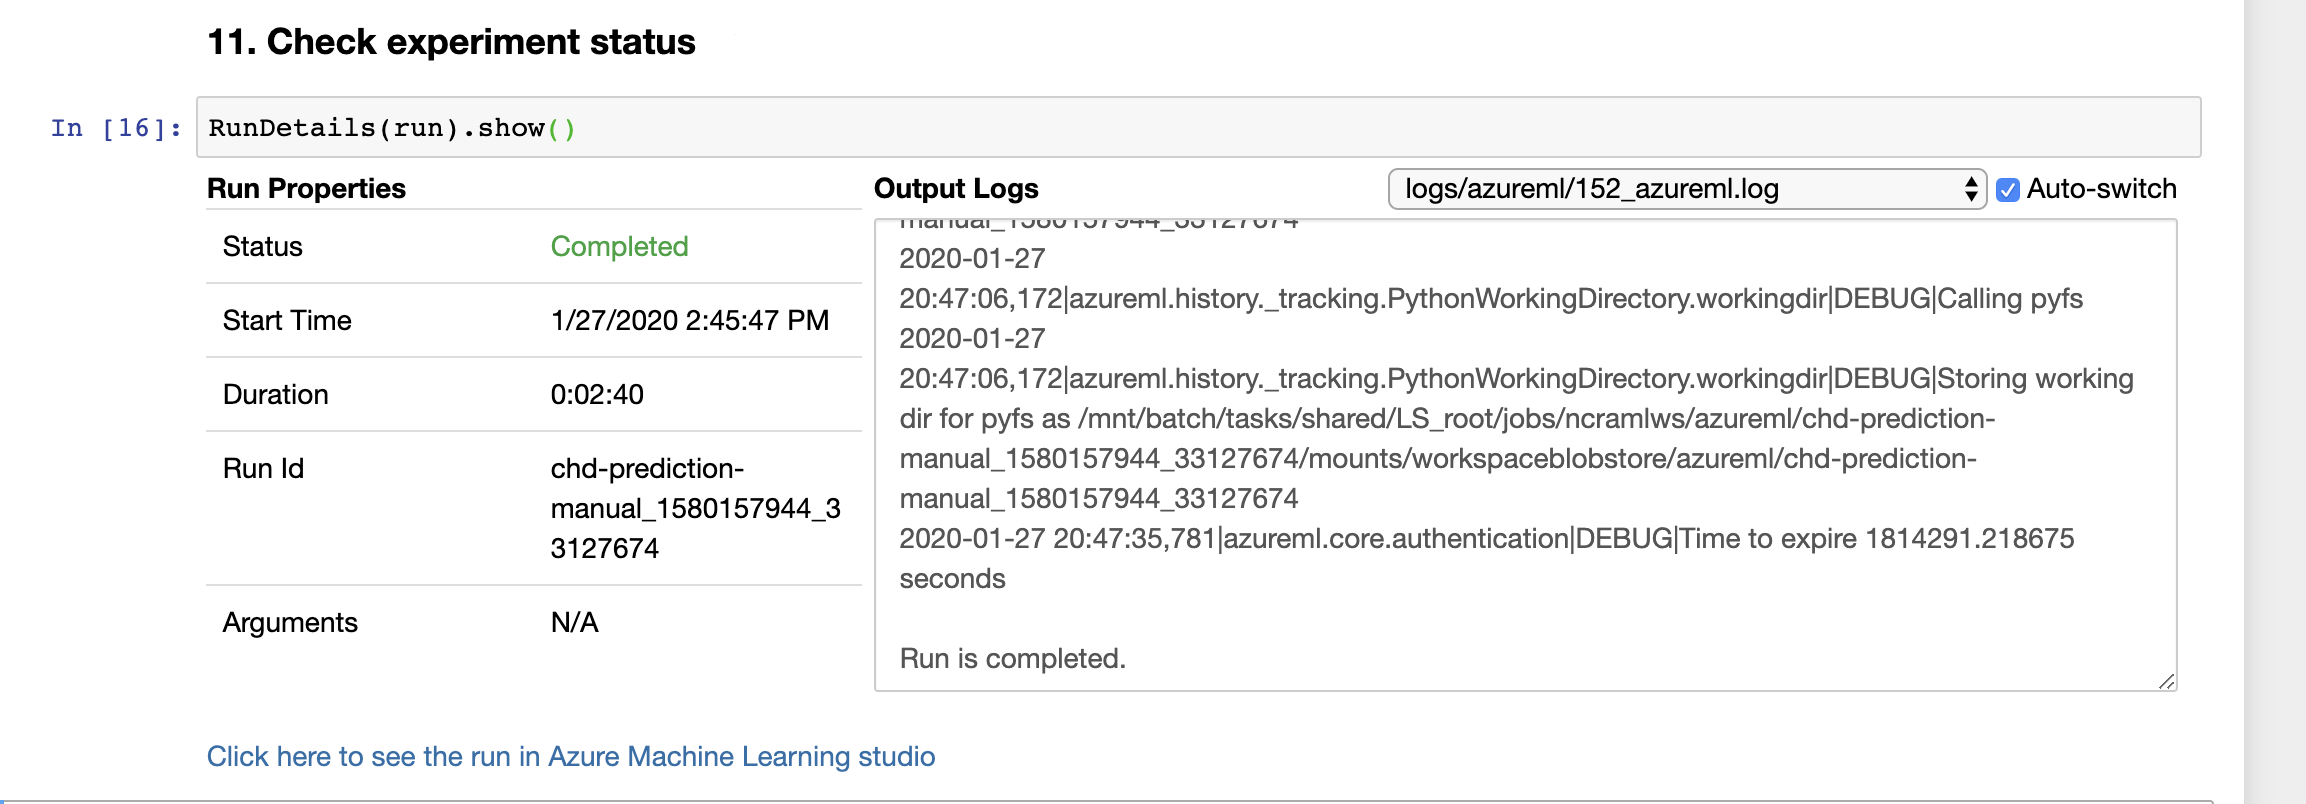 11. Check experiment status
In [16]: RunDetails(run).show()
Run Properties
Status Completed
Start Time 1/27/2020 2:45:47 PM
Duration 0:02:40
Run Id chd-prediction-
manual_1580157944_3
3127674
Arguments N/A
Output Logs logs/azureml/152_azureml.log Auto-switch
manual_1580157944_33127674
2020-01-27
20:47:06,172|azureml.history._tracking.PythonWorkingDirectory.workingdir|DEBUG|Calling pyfs
2020-01-27
20:47:06,172|azureml.history._tracking.PythonWorkingDirectory.workingdir|DEBUG|Storing working
dir for pyfs as /mnt/batch/tasks/shared/LS_root/jobs/ncramlws/azureml/chd-prediction-
manual_1580157944_33127674/mounts/workspaceblobstore/azureml/chd-prediction-
manual_1580157944_33127674
2020-01-27 20:47:35,781|azureml.core.authentication|DEBUG|Time to expire 1814291.218675
seconds
Run is completed.
Click here to see the run in Azure Machine Learning studio